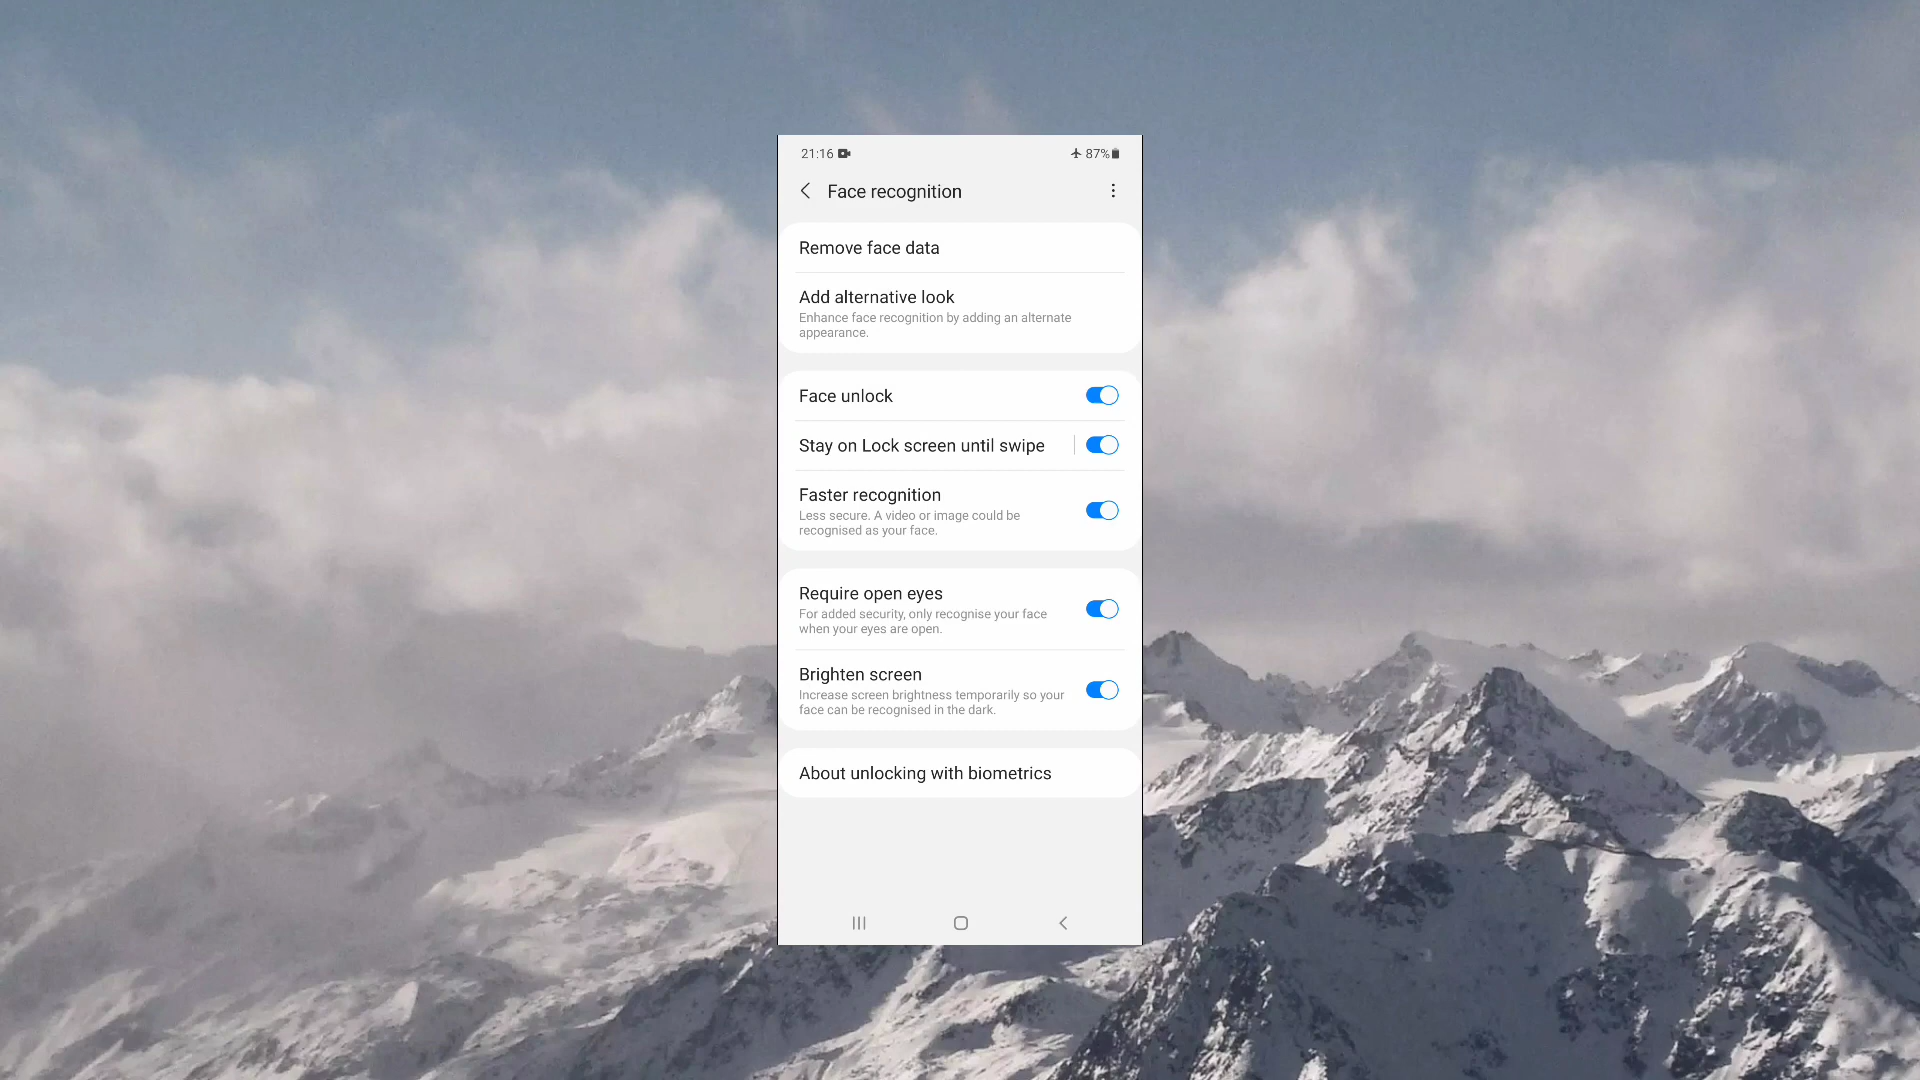 21:16
87%
Face recognition
Remove face data
Add alternative look
Enhance face recognition by adding an alternate
appearance.
Face unlock
Stay on Lock screen until swipe
Faster recognition
Less secure. A video or image could be
recognised as your face.
Require open eyes
For added security, only recognise your face
when your eyes are open.
Brighten screen
Increase screen brightness temporarily so your
face can be recognised in the dark.
About unlocking with biometrics